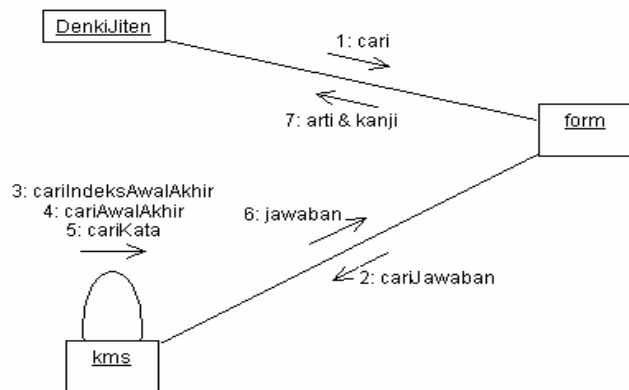 DenkiJiten
1: cari
7: arti & kanji
form
3: cariIndeksAwalAkhir
4: cariAwalAkhir
5: cariKata
6: jawaban
2: cariJawaban
kms